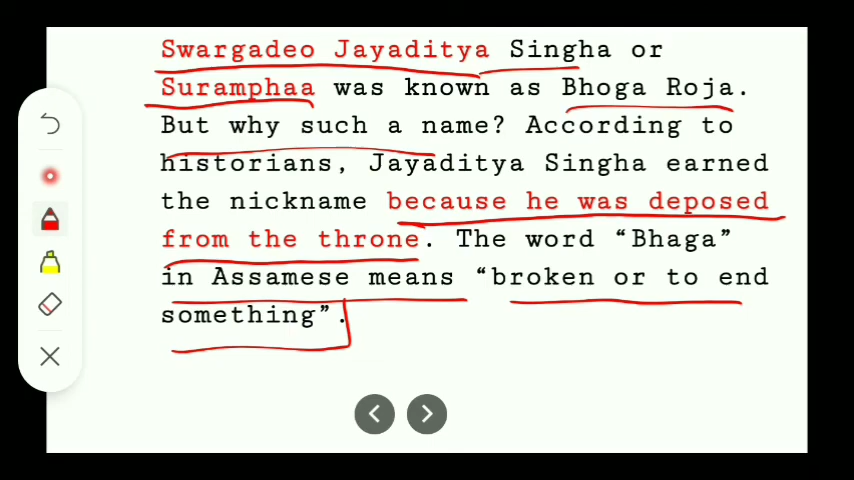 Swargadeo Jayaditya Singha or
Suramphaa was known as Bhoga Roja.
But why such a name? According to
historians, Jayaditya Singha earned
the nickname because he was deposed
from the throne. The word “Bhaga”
in Assamese means “broken or to end
something”.